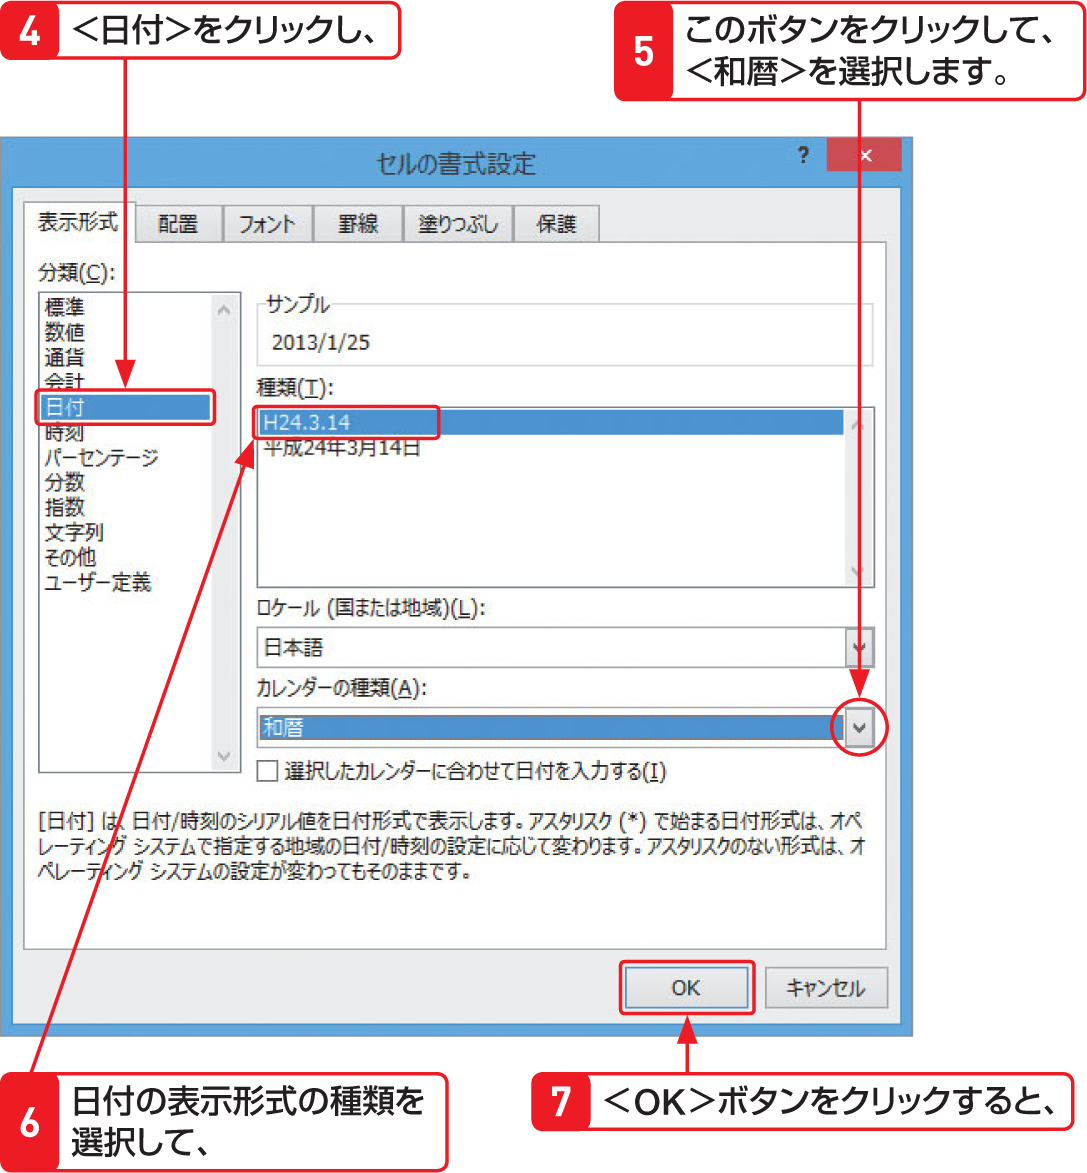 4 <日付>をクリックし、
5 このボタンをクリックして、
<和暦>を選択します。
セルの書式設定
?
×
表示形式 配置 フォント 罫線 塗りつぶし 保護
分類(C):
標準
数値
通貨
会計
日付
時刻
パーセンテージ
分数
指数
文字列
その他
ユーザー定義
サンプル
2013/1/25
種類(T):
H24.3.14
平成24年3月14日
ロケール (国または地域)(L):
日本語
カレンダーの種類(A):
和暦
選択したカレンダーに合わせて日付を入力する(I)
[日付] は、日付/時刻のシリアル値を日付形式で表示します。アスタリスク (*) で始まる日付形式は、オペ
レーティング システムで指定する地域の日付/時刻の設定に応じて変わります。アスタリスクのない形式は、オ
ペレーティング システムの設定が変わってもそのままです。
OK キャンセル
6 日付の表示形式の種類を
選択して、
7 <OK>ボタンをクリックすると、